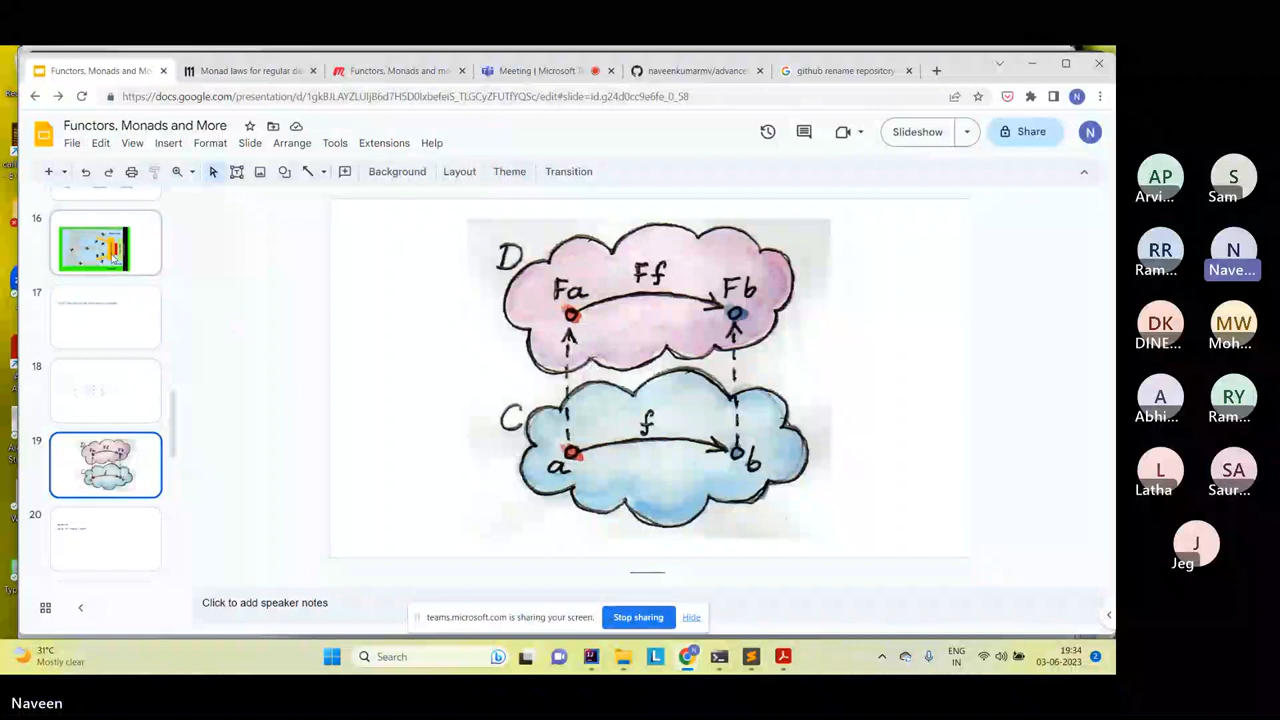 Functors, Monads and Mo
Monad laws for regular de
Functors, Monads and mo
Meeting | Microsoft Te
naveenkumarmv/advance
github rename repository
https://docs.google.com/presentation/d/1gkBJLAYZLUIjB6d7HSD0lxbefeiS_TLGCyZFUTfYQSc/edit#slide=id.g24d0cc9e6fe_0_58
N
Functors, Monads and More
File Edit View Insert Format Slide Arrange Tools Extensions Help
Slideshow
Share
N
Background Layout Theme Transition
16
17
18
19
20
D
Fa Ff Fb
C
a f b
Click to add speaker notes
teams.microsoft.com is sharing your screen.
Stop sharing
Hide
31°C
Mostly clear
Search
ENG
IN
19:34
03-06-2023
2
AP
Arvi...
S
Sam
RR
Ram...
N
Nave...
DK
DINE...
MW
Moh...
A
Abhi...
RY
Ram...
L
Latha
SA
Saur...
J
Jeg
Naveen